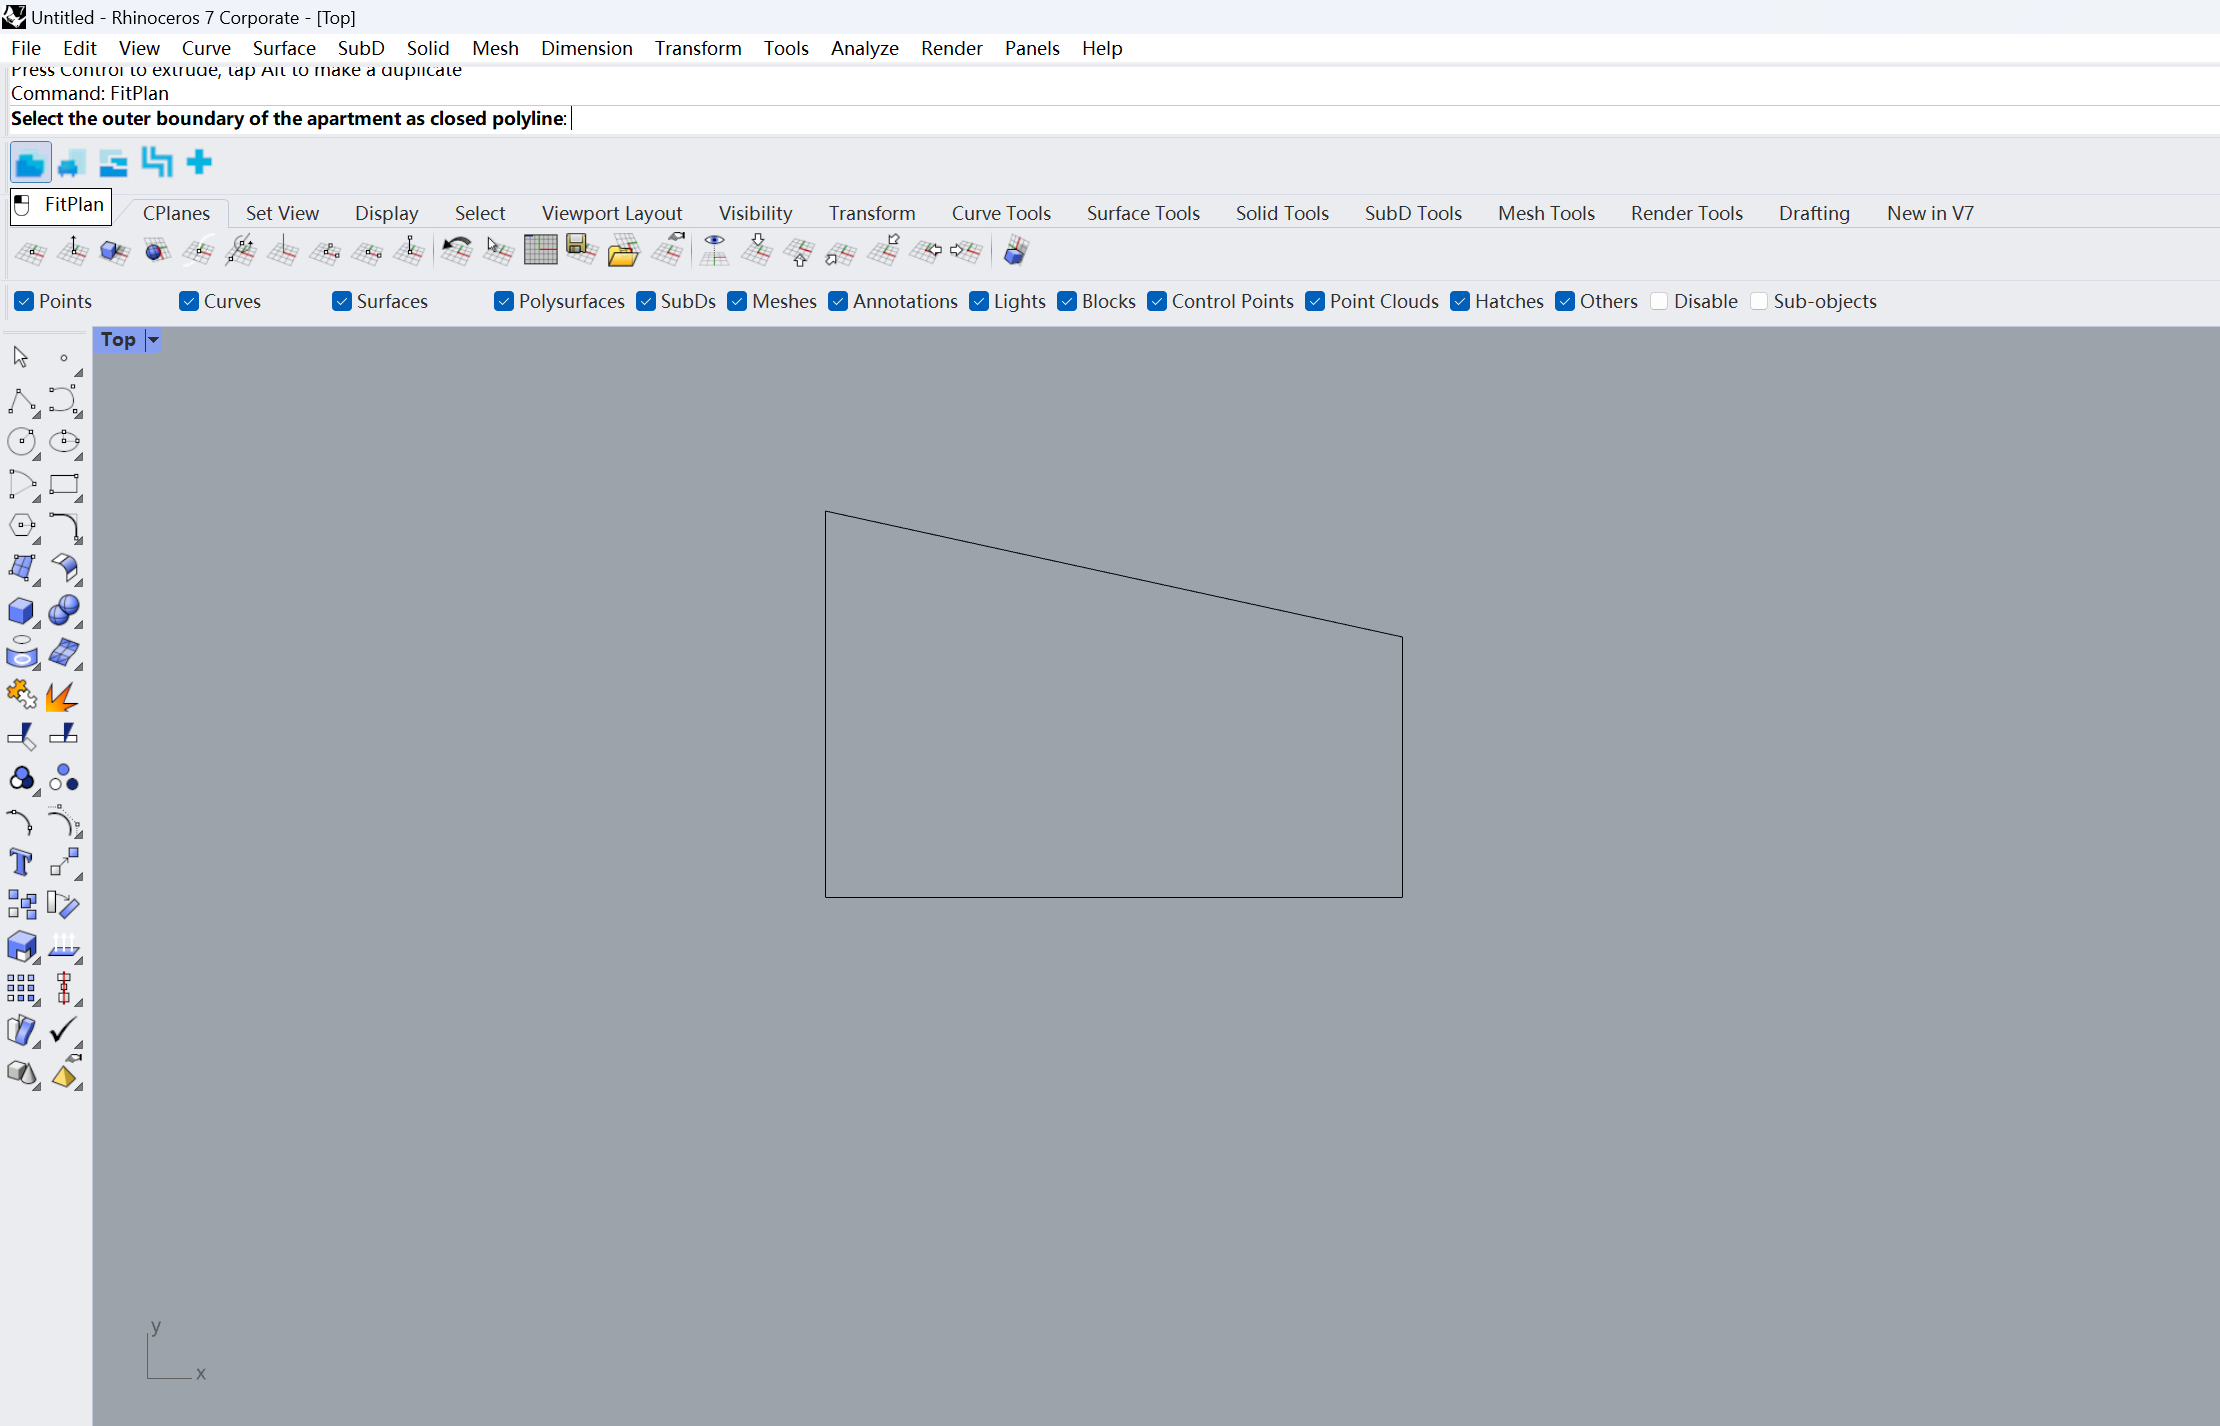 Untitled - Rhinoceros 7 Corporate - [Top]
File Edit View Curve Surface SubD Solid Mesh Dimension Transform Tools Analyze Render Panels Help
Press Control to extrude, tap Alt to make a duplicate
Command: FitPlan
Select the outer boundary of the apartment as closed polyline:
FitPlan
CPlanes Set View Display Select Viewport Layout Visibility Transform Curve Tools Surface Tools Solid Tools SubD Tools Mesh Tools Render Tools Drafting New in V7
Points Curves Surfaces Polysurfaces SubDs Meshes Annotations Lights Blocks Control Points Point Clouds Hatches Others Disable Sub-objects
Top
y
x